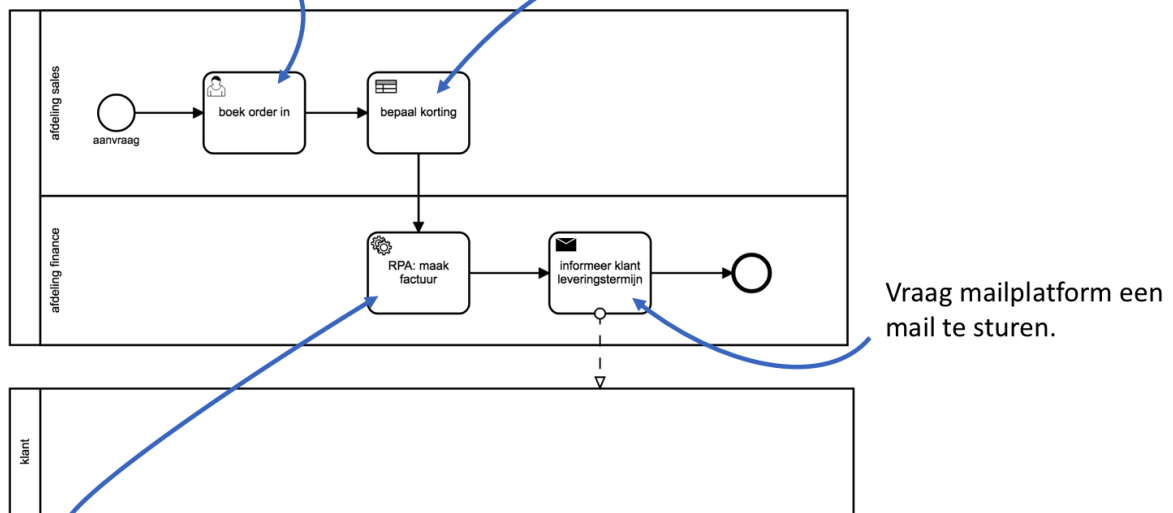 afdeling sales
aanvraag
boek order in
bepaal korting
afdeling finance
RPA: maak
factuur
informeer klant
leveringstermijn
Vraag mailplatform een
mail te sturen.
klant